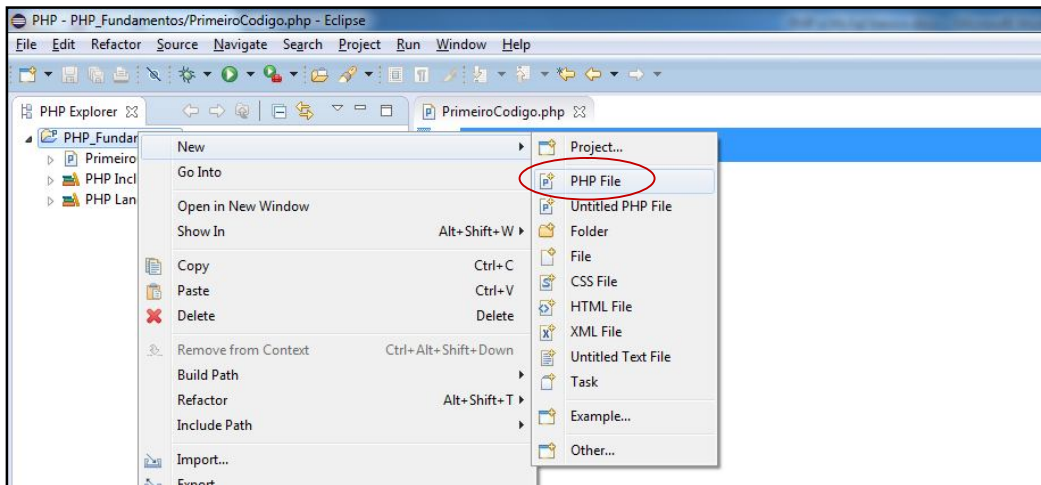 PHP - PHP_Fundamentos/PrimeiroCodigo.php - Eclipse
File Edit Refactor Source Navigate Search Project Run Window Help
PHP Explorer
PrimeiroCodigo.php
PHP_Fundar
Primeiro
PHP Incl
PHP Lan
New
Go Into
Open in New Window
Show In Alt+Shift+W
Copy Ctrl+C
Paste Ctrl+V
Delete Delete
Remove from Context Ctrl+Alt+Shift+Down
Build Path
Refactor Alt+Shift+T
Include Path
Import...
Export
Project...
PHP File
Untitled PHP File
Folder
File
CSS File
HTML File
XML File
Untitled Text File
Task
Example...
Other...